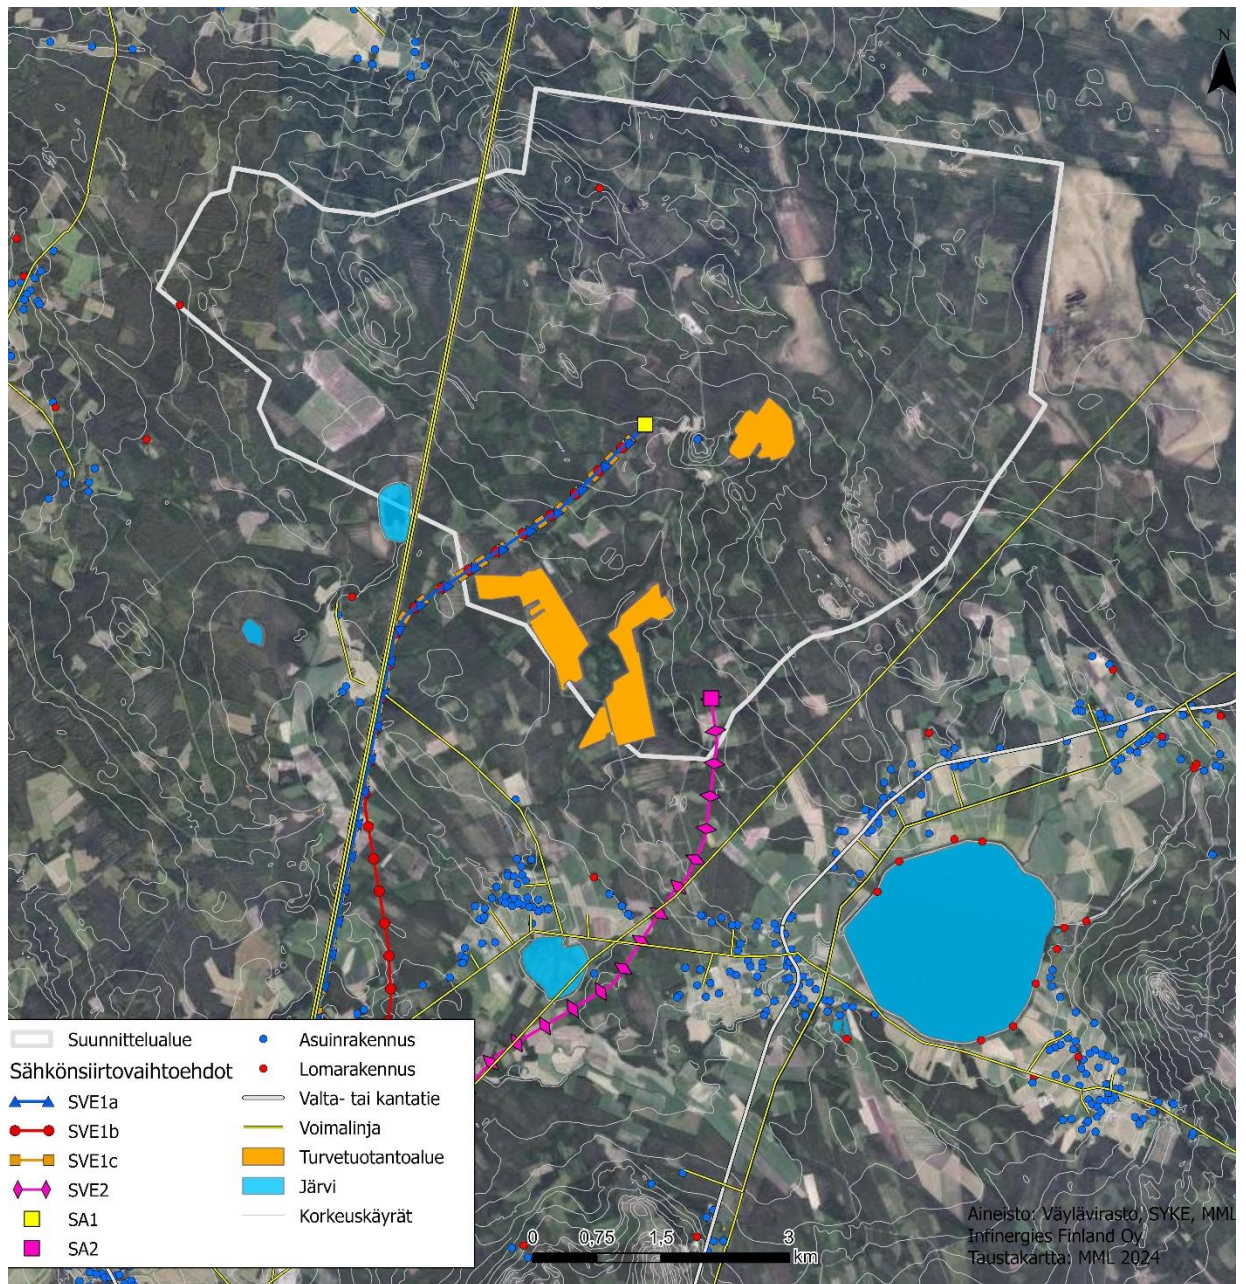 N
Suunnittelualue
Sähkönsiirtovaihtoehdot
SVE1a
SVE1b
SVE1c
SVE2
SA1
SA2
Asuinrakennus
Lomarakennus
Valta- tai kantatie
Voimalinja
Turvetuotantoalue
Järvi
Korkeuskäyrät
0 0,75 1,5 3
km
Aineisto: Väylävirasto, SYKE, MML
Infinergies Finland Oy
Taustakartta: MML 2024